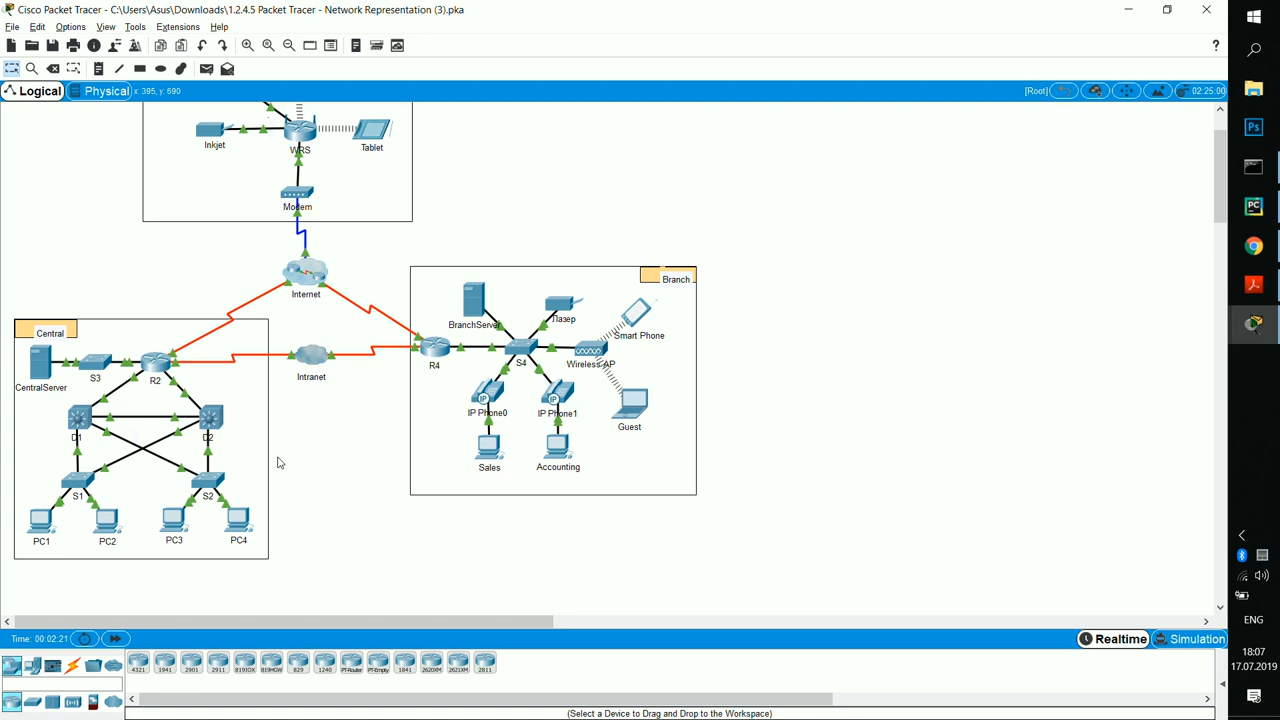 Cisco Packet Tracer - C:\Users\Asus\Downloads\1.2.4.5 Packet Tracer - Network Representation (3).pka
File Edit Options View Tools Extensions Help
?
Logical Physical x: 395, y: 690 [Root] 02:25:00
Inkjet
WRS
Tablet
Modem
Internet
Branch
BranchServer
Лазер
Smart Phone
Central
CentralServer
S3
R2
Intranet
R4
S4
Wireless AP
D1
D2
IP
IP
IP Phone0
IP Phone1
Guest
Sales
Accounting
S1
S2
PC1
PC2
PC3
PC4
Time: 00:02:21
Realtime
Simulation
4321 1941 2901 2911 819IOX 819HGW 829 1240 PT-Router PT-Empty 1841 2620XM 2621XM 2811
(Select a Device to Drag and Drop to the Workspace)
Ps
PC
ENG
18:07
17.07.2019